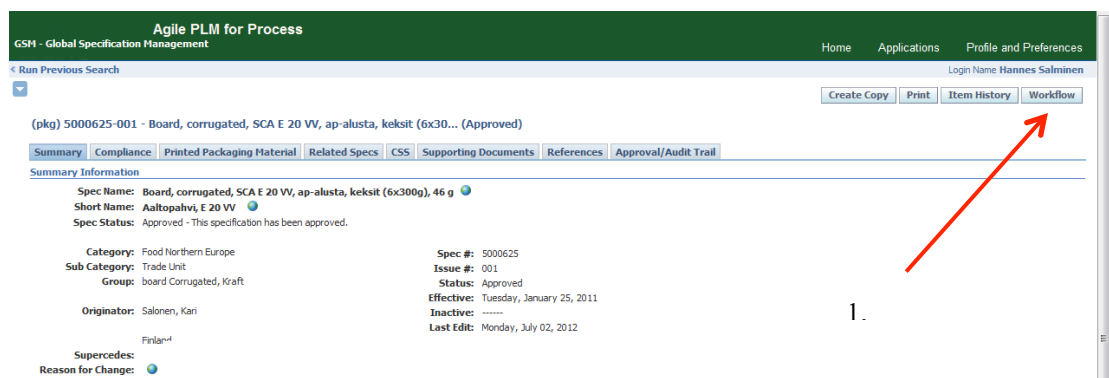 Agile PLM for Process
GSM - Global Specification Management
Home Applications Profile and Preferences
< Run Previous Search
Login Name Hannes Salminen
Create Copy Print Item History Workflow
(pkg) 5000625-001 - Board, corrugated, SCA E 20 VV, ap-alusta, keksit (6x30... (Approved)
Summary Compliance Printed Packaging Material Related Specs CSS Supporting Documents References Approval/Audit Trail
Summary Information
Spec Name: Board, corrugated, SCA E 20 VV, ap-alusta, keksit (6x300g), 46 g
Short Name: Aaltopahvi, E 20 VV
Spec Status: Approved - This specification has been approved.
Category: Food Northern Europe Spec #: 5000625
Sub Category: Trade Unit Issue #: 001
Group: board Corrugated, Kraft Status: Approved
Effective: Tuesday, January 25, 2011
Originator: Salonen, Kari Inactive: ------
Last Edit: Monday, July 02, 2012
1.
Finland
Supercedes:
Reason for Change: